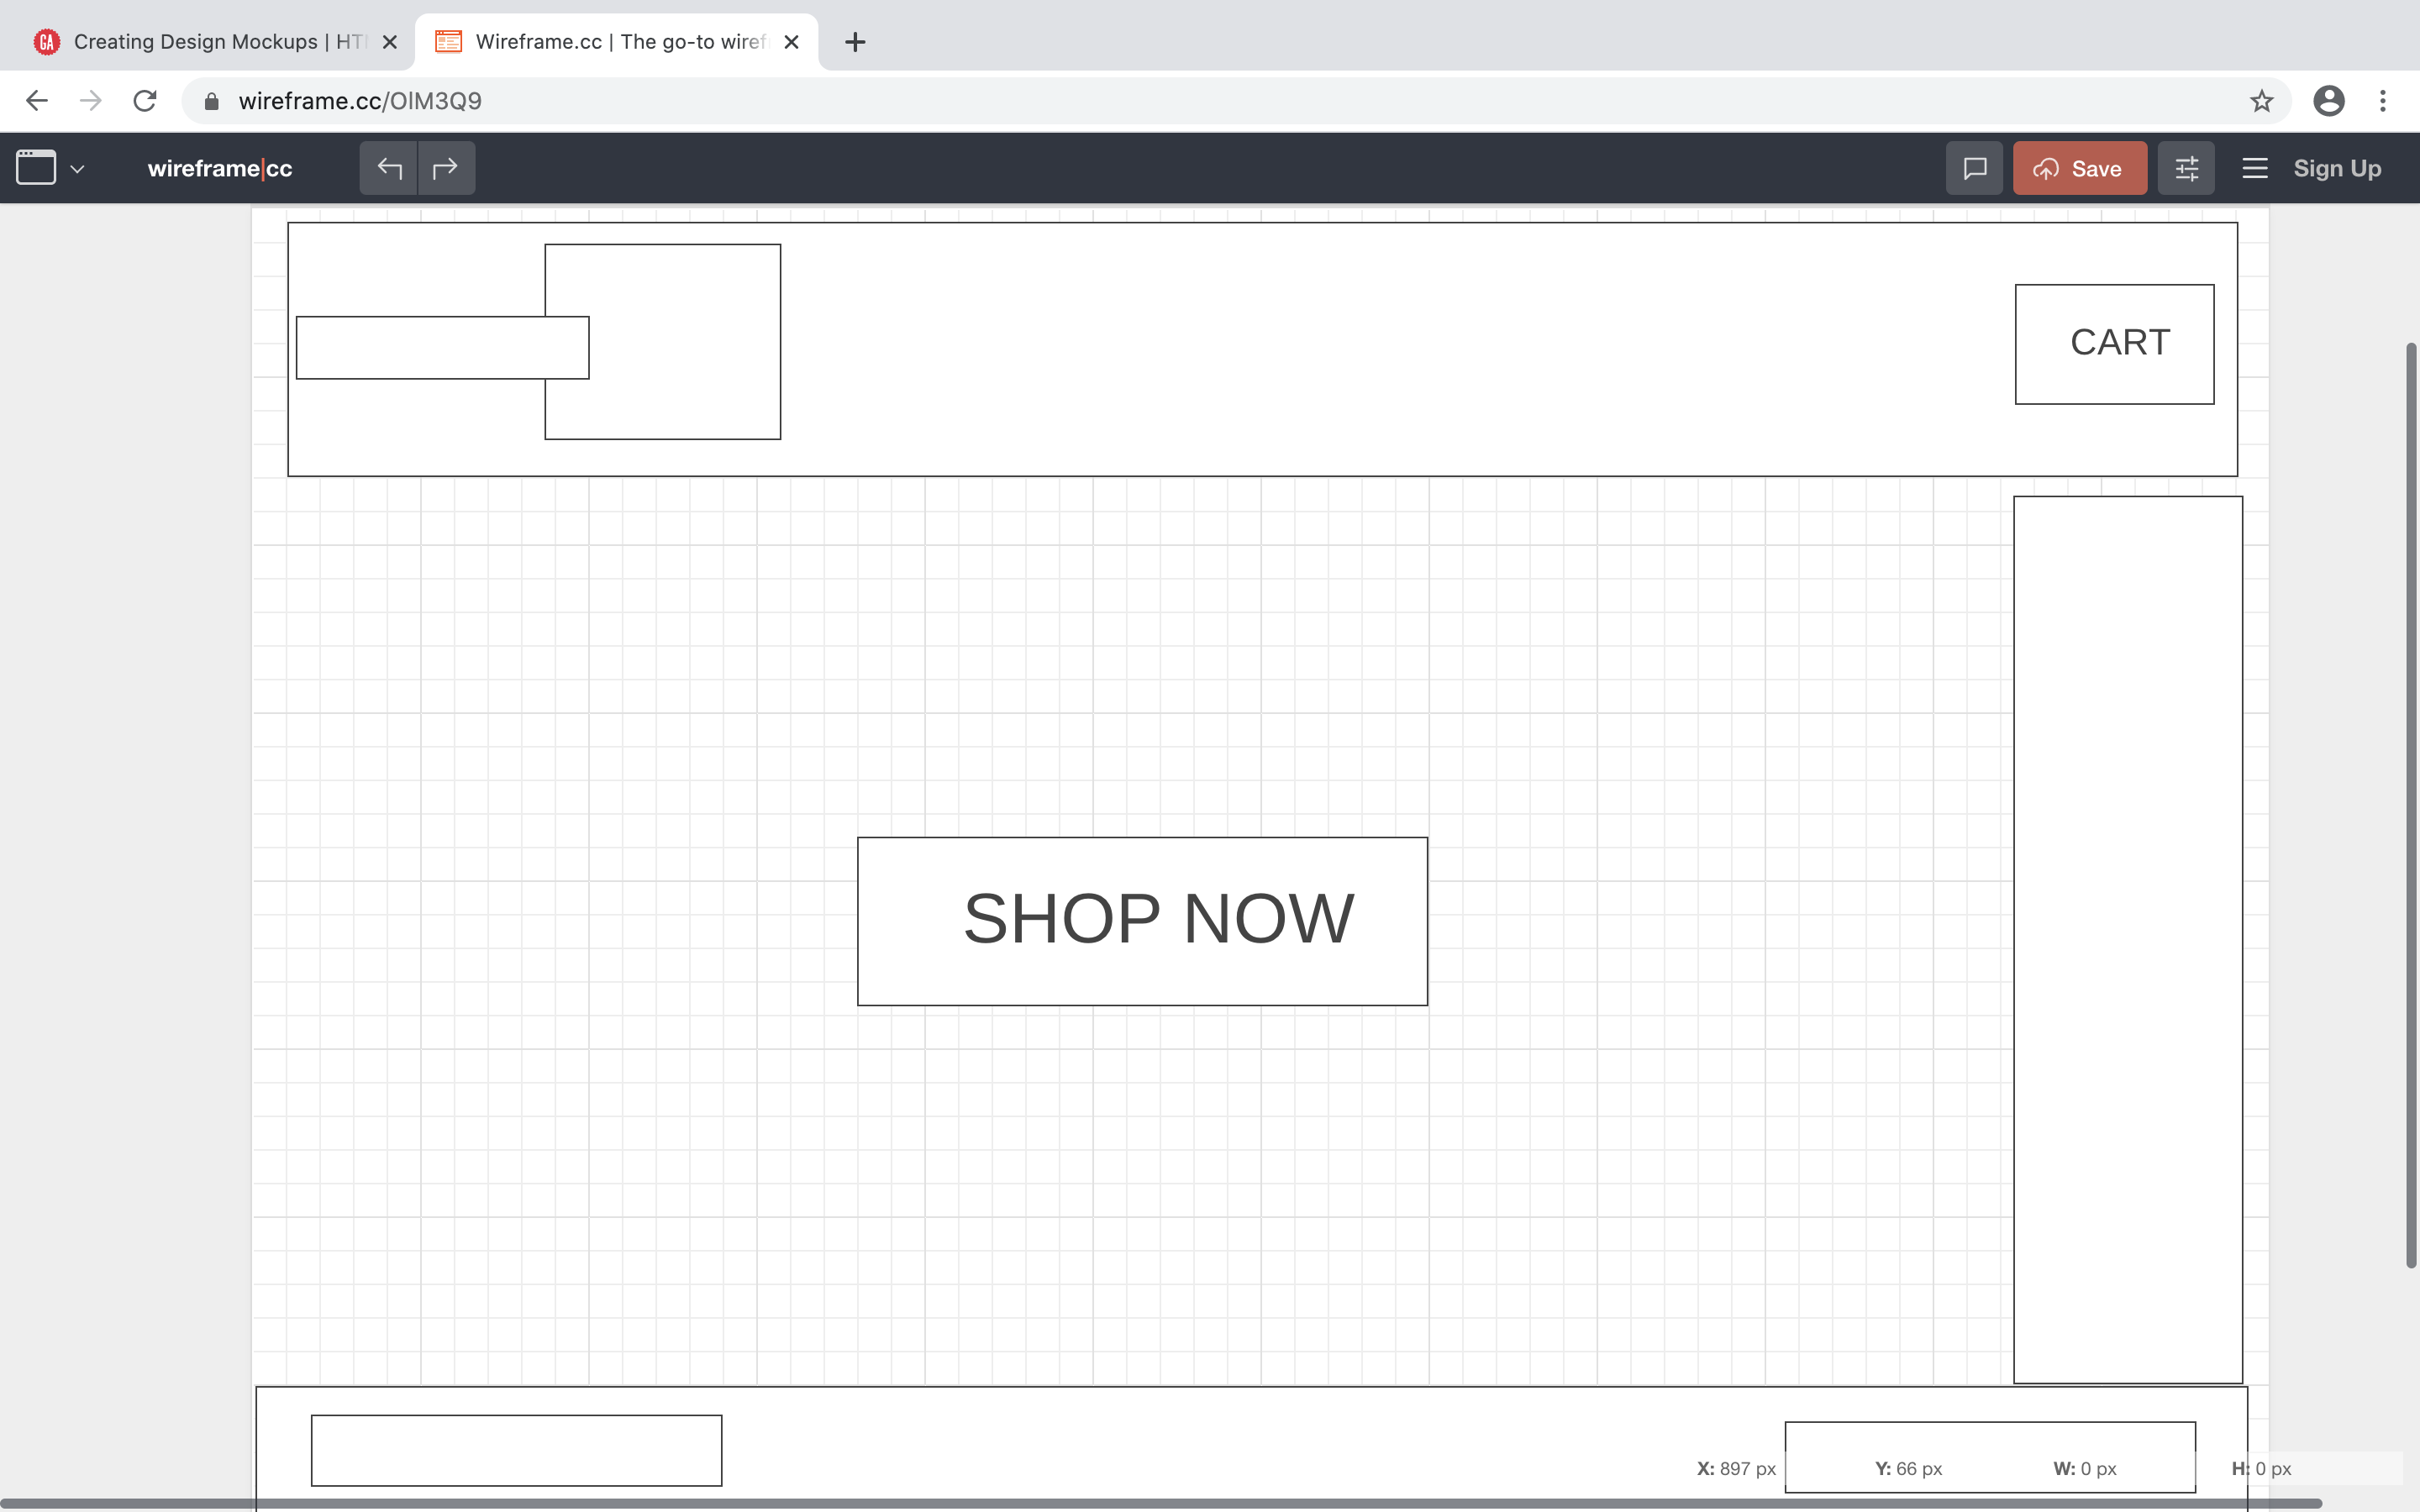 Creating Design Mockups | HT
Wireframe.cc | The go-to wiref
wireframe.cc/OlM3Q9
wireframe|cc
Save
Sign Up
CART
SHOP NOW
X: 897 px Y: 66 px W: 0 px H: 0 px